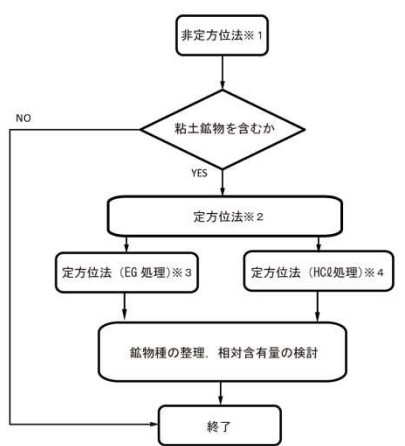 非定方位法※1
粘土鉱物を含むか
NO
YES
定方位法※2
定方位法（EG 処理）※3
定方位法（HCℓ処理）※4
鉱物種の整理，相対含有量の検討
終了